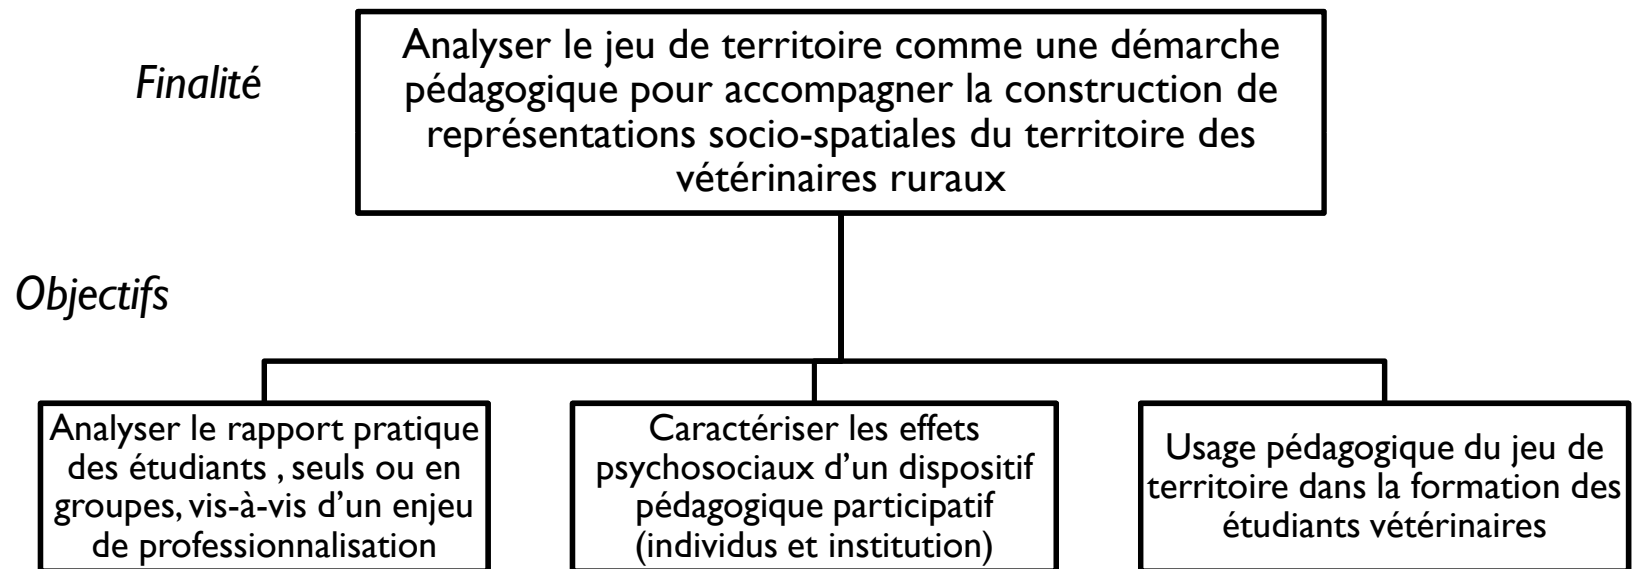 Finalité
Analyser le jeu de territoire comme une démarche
pédagogique pour accompagner la construction de
représentations socio-spatiales du territoire des
vétérinaires ruraux
Objectifs
Analyser le rapport pratique
des étudiants , seuls ou en
groupes, vis-à-vis d’un enjeu
de professionnalisation
Caractériser les effets
psychosociaux d’un dispositif
pédagogique participatif
(individus et institution)
Usage pédagogique du jeu de
territoire dans la formation des
étudiants vétérinaires